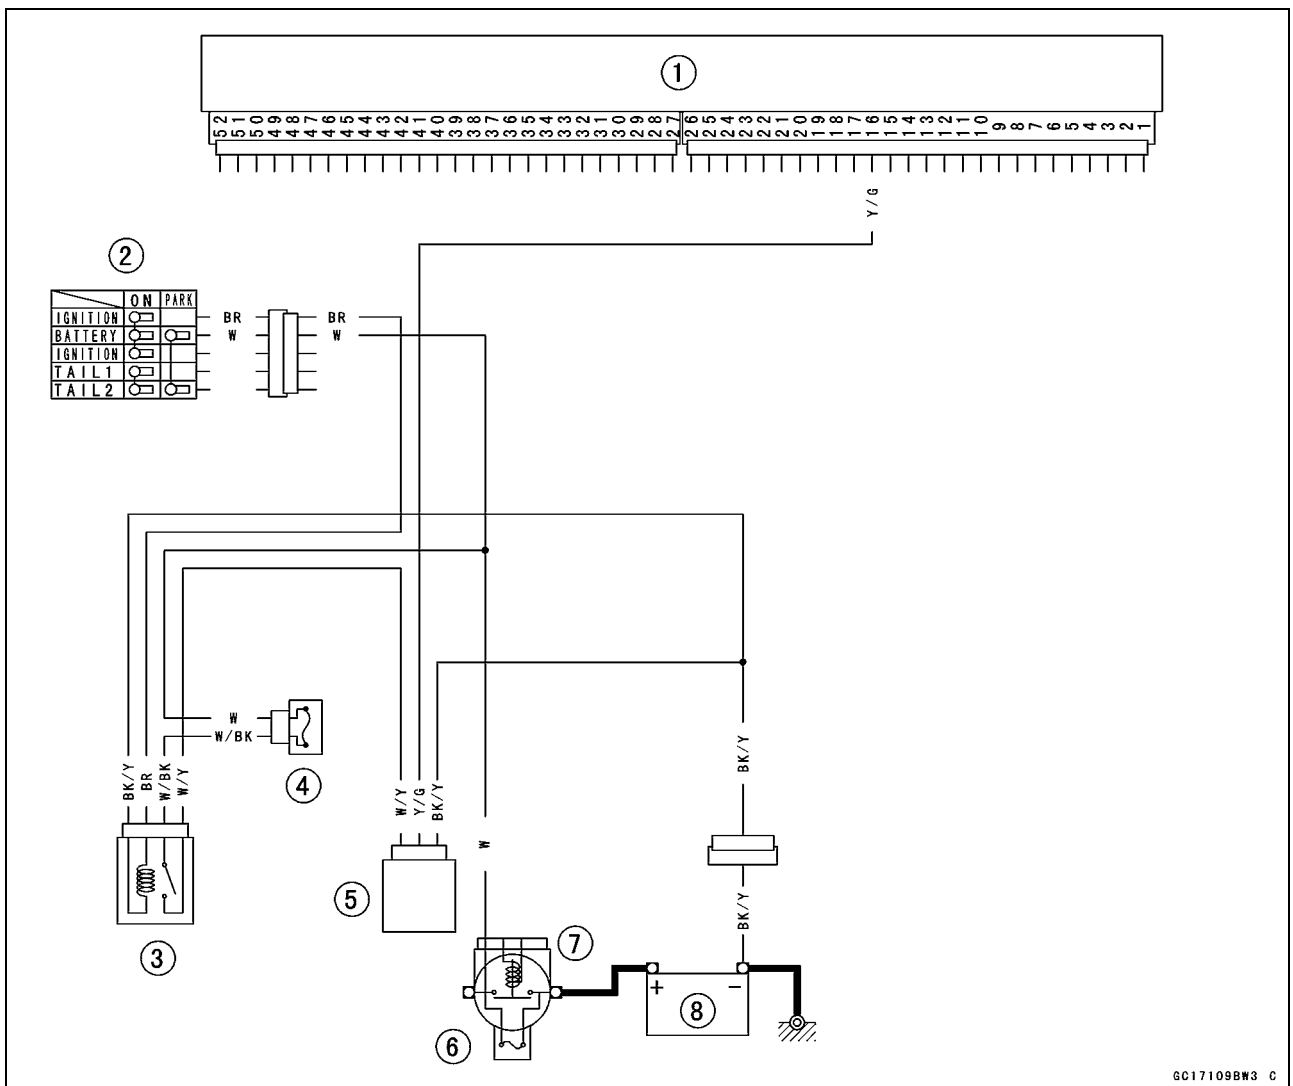 1
52 51 50 49 48 47 46 45 44 43 42 41 40 39 38 37 36 35 34 33 32 31 30 29 28 27 26 25 24 23 22 21 20 19 18 17 16 15 14 13 12 11 10 9 8 7 6 5 4 3 2 1
Y/G
2
ON PARK
IGNITION
BATTERY
IGNITION
TAIL1
TAIL2
BR BR
W W
W
W/BK
4
BK/Y BR W/BK W/Y
3
W/Y Y/G BK/Y
5
W
BK/Y
BK/Y
7
6
+ −
8
GC17109BW3 C